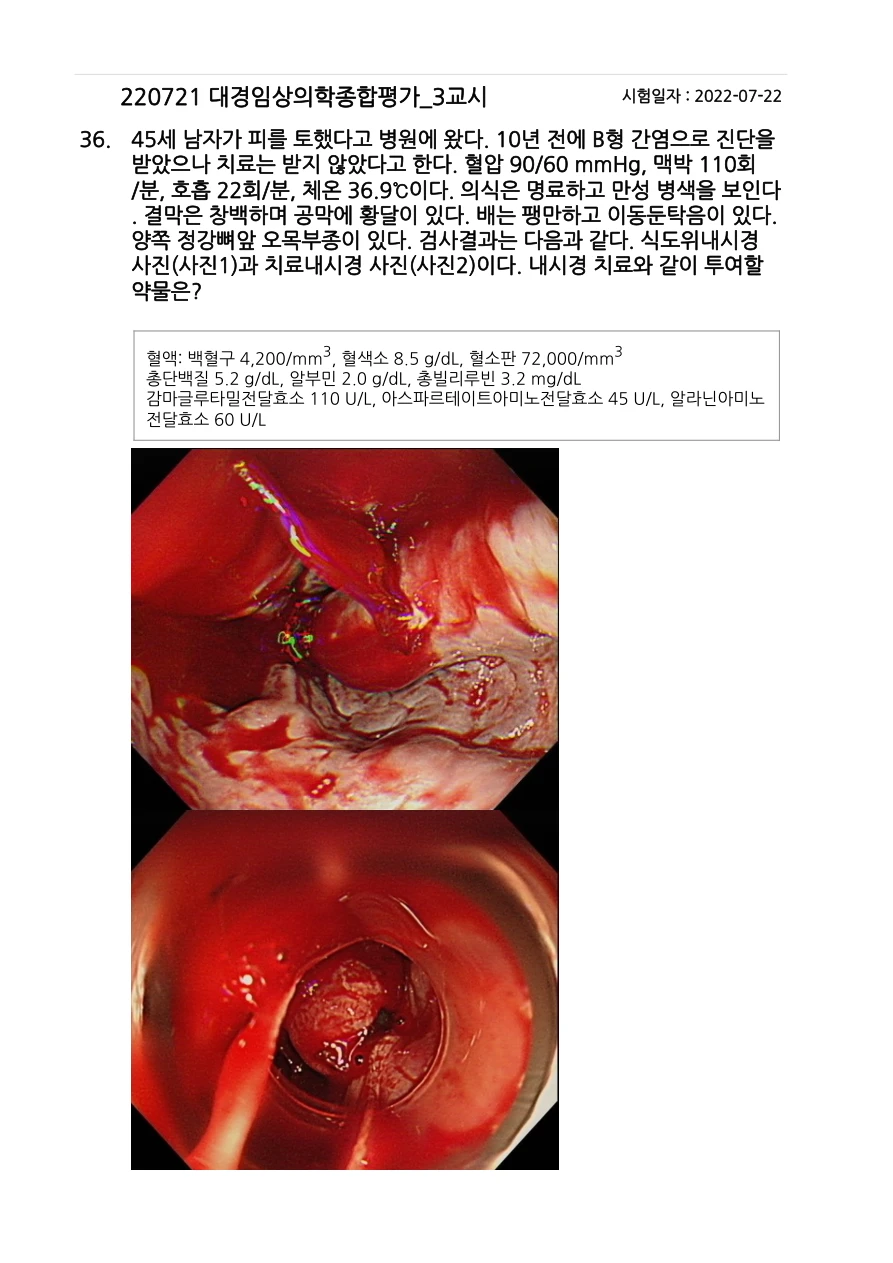 220721 대경임상의학종합평가_3교시
시험일자 : 2022-07-22
36. 45세 남자가 피를 토했다고 병원에 왔다. 10년 전에 B형 간염으로 진단을
받았으나 치료는 받지 않았다고 한다. 혈압 90/60 mmHg, 맥박 110회
/분, 호흡 22회/분, 체온 36.9℃이다. 의식은 명료하고 만성 병색을 보인다
. 결막은 창백하며 공막에 황달이 있다. 배는 팽만하고 이동둔탁음이 있다.
양쪽 정강뼈앞 오목부종이 있다. 검사결과는 다음과 같다. 식도위내시경
사진(사진1)과 치료내시경 사진(사진2)이다. 내시경 치료와 같이 투여할
약물은?
혈액: 백혈구 4,200/mm³, 혈색소 8.5 g/dL, 혈소판 72,000/mm³
총단백질 5.2 g/dL, 알부민 2.0 g/dL, 총빌리루빈 3.2 mg/dL
감마글루타밀전달효소 110 U/L, 아스파르테이트아미노전달효소 45 U/L, 알라닌아미노
전달효소 60 U/L